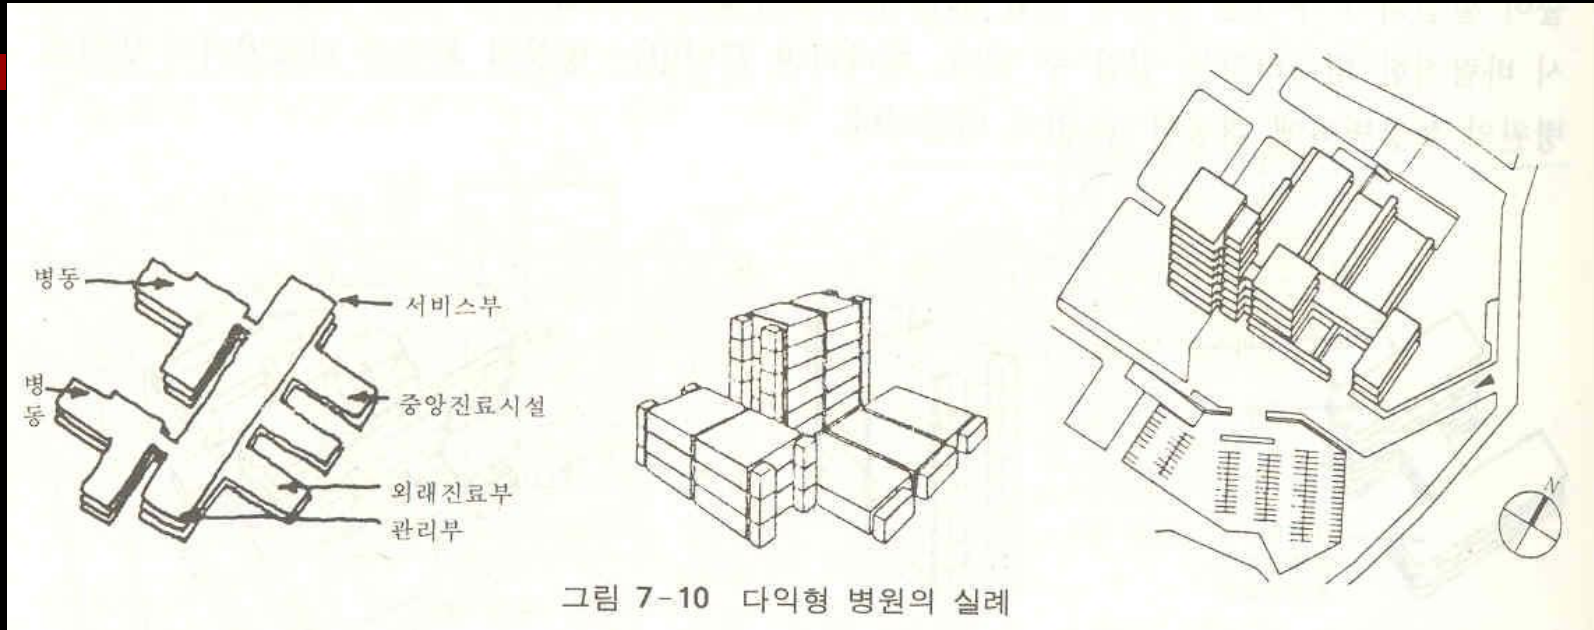 병동
서비스부
병
동
중앙진료시설
외래진료부
관리부
N
그림 7-10 다익형 병원의 실례